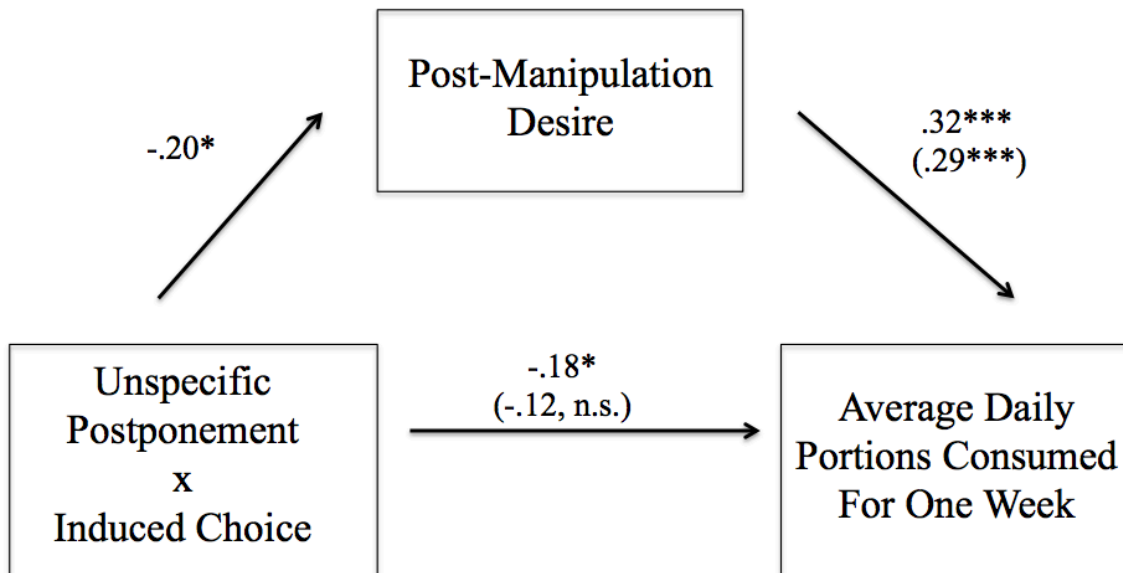 Post-Manipulation
Desire
-.20*
.32***
(.29***)
Unspecific
Postponement
x
Induced Choice
-.18*
(-.12, n.s.)
Average Daily
Portions Consumed
For One Week